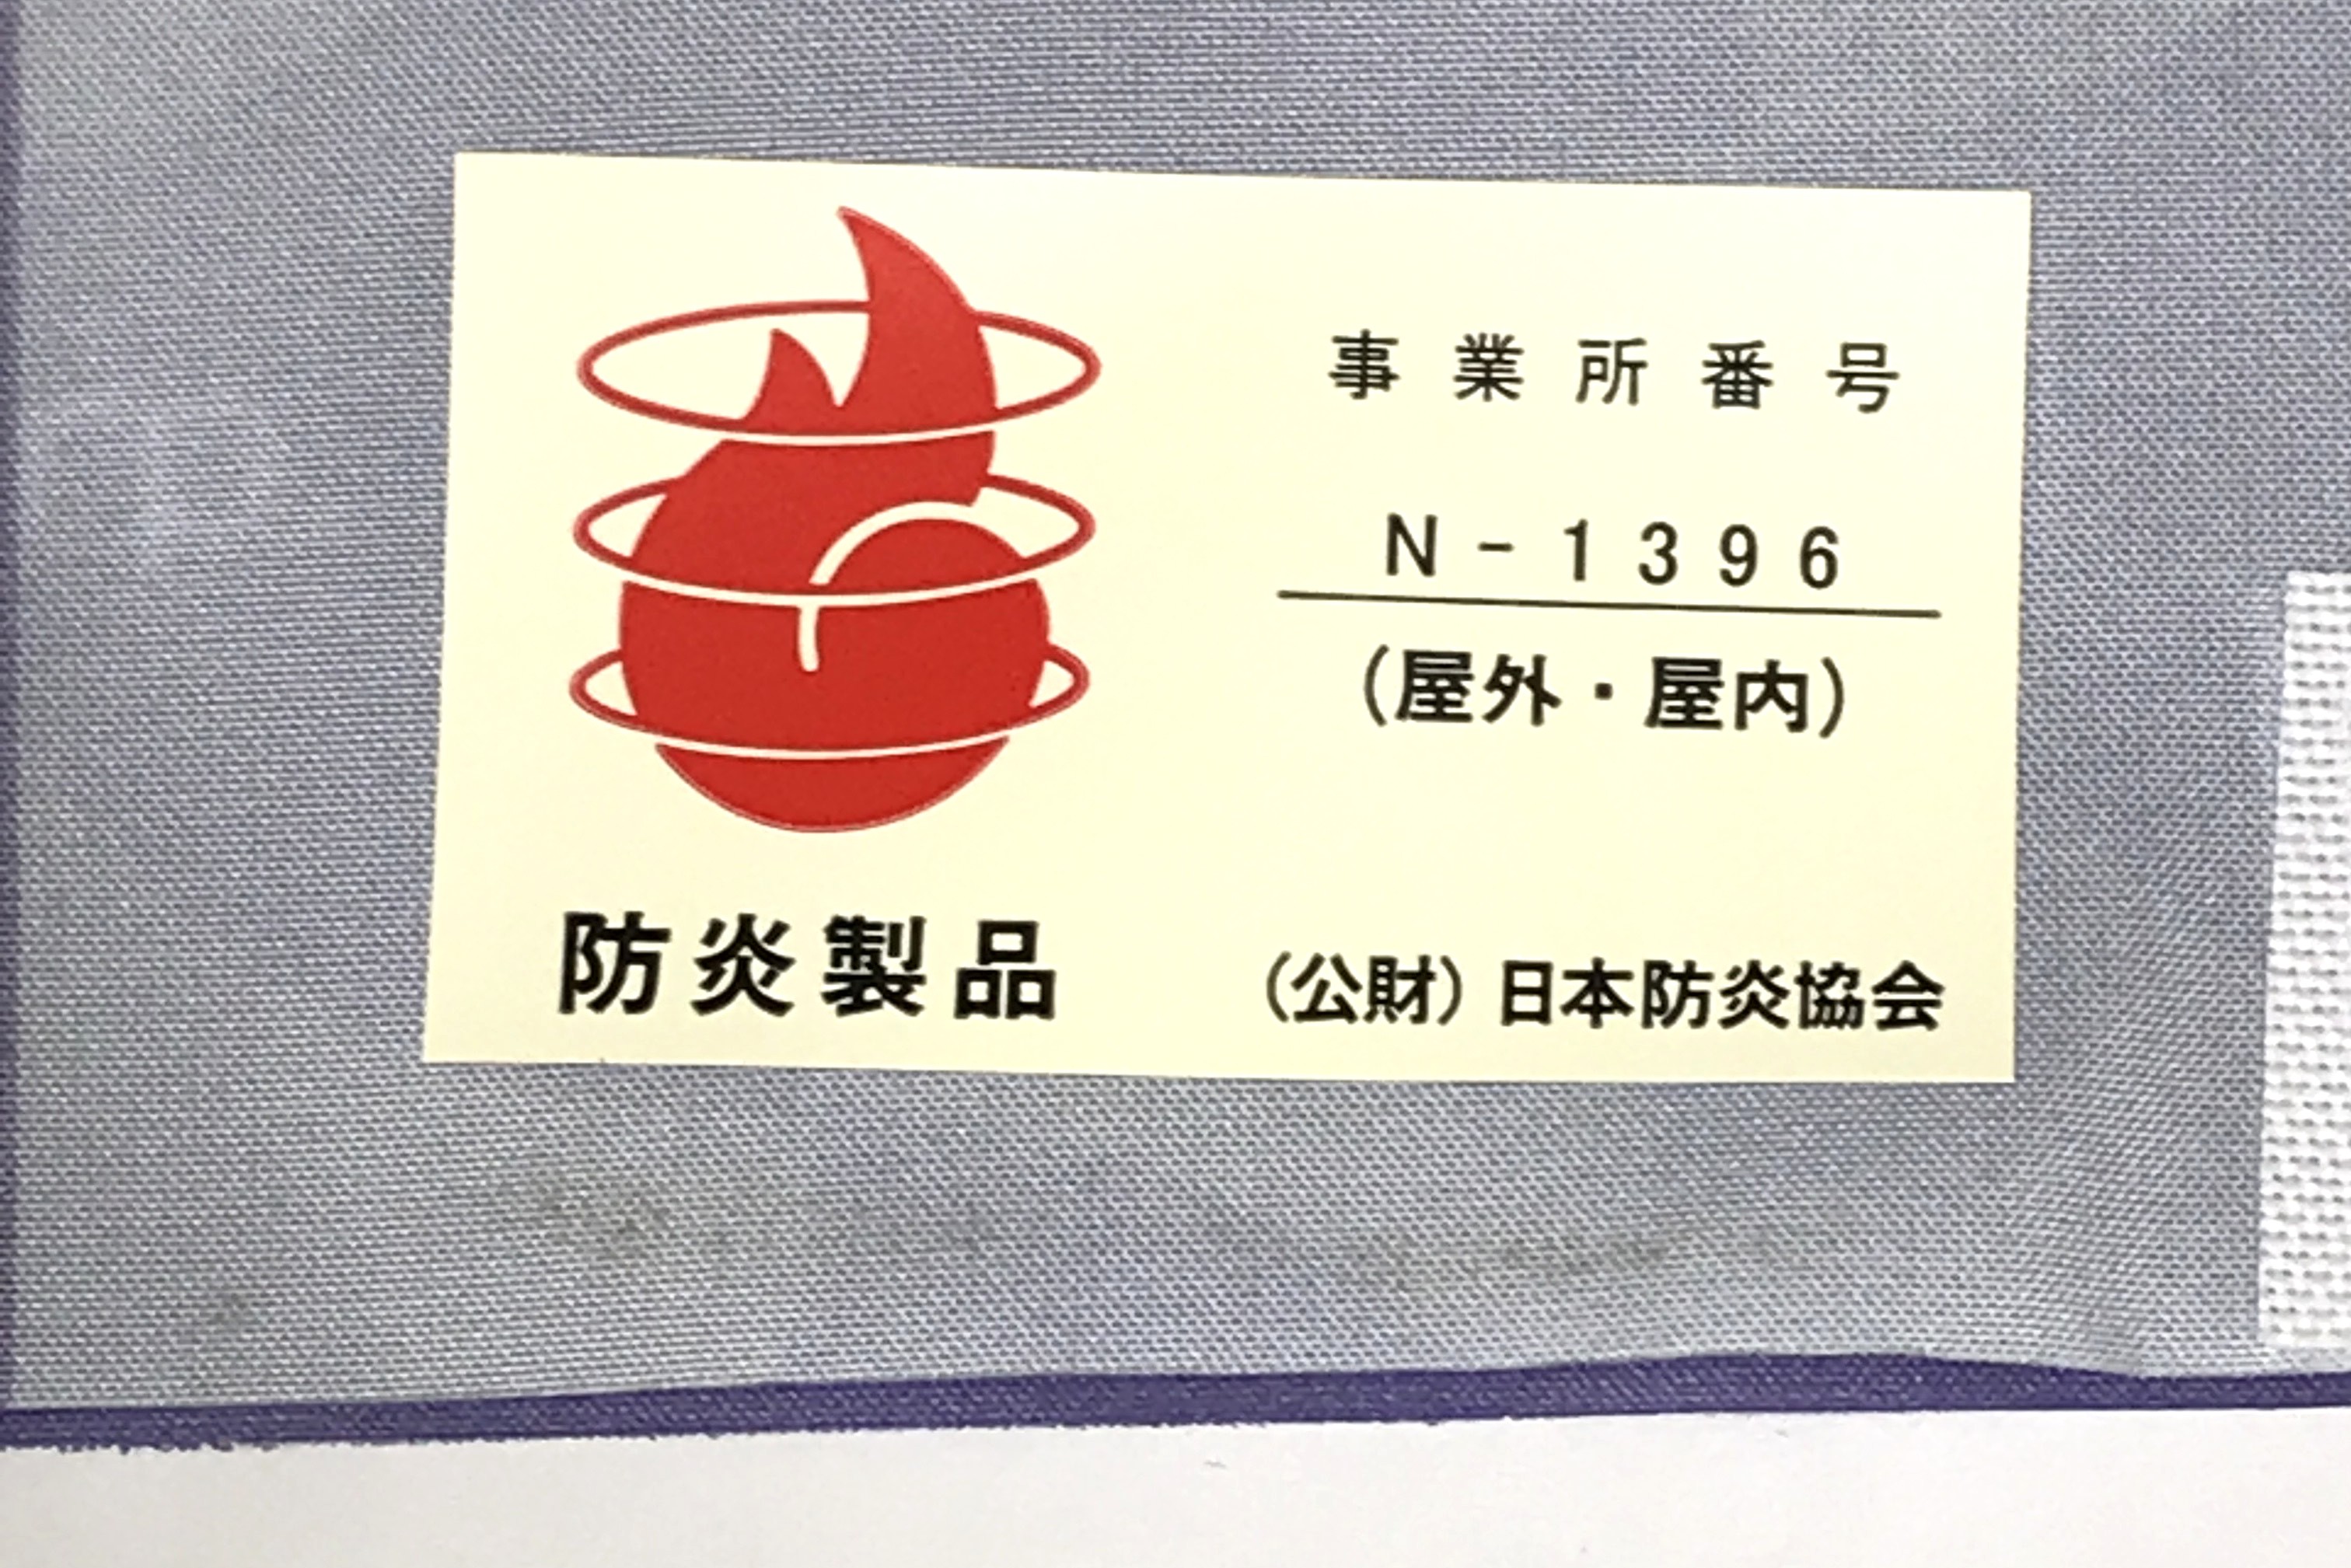 事業所番号
N-1396
(屋外・屋内)
防炎製品
(公財)日本防炎協会